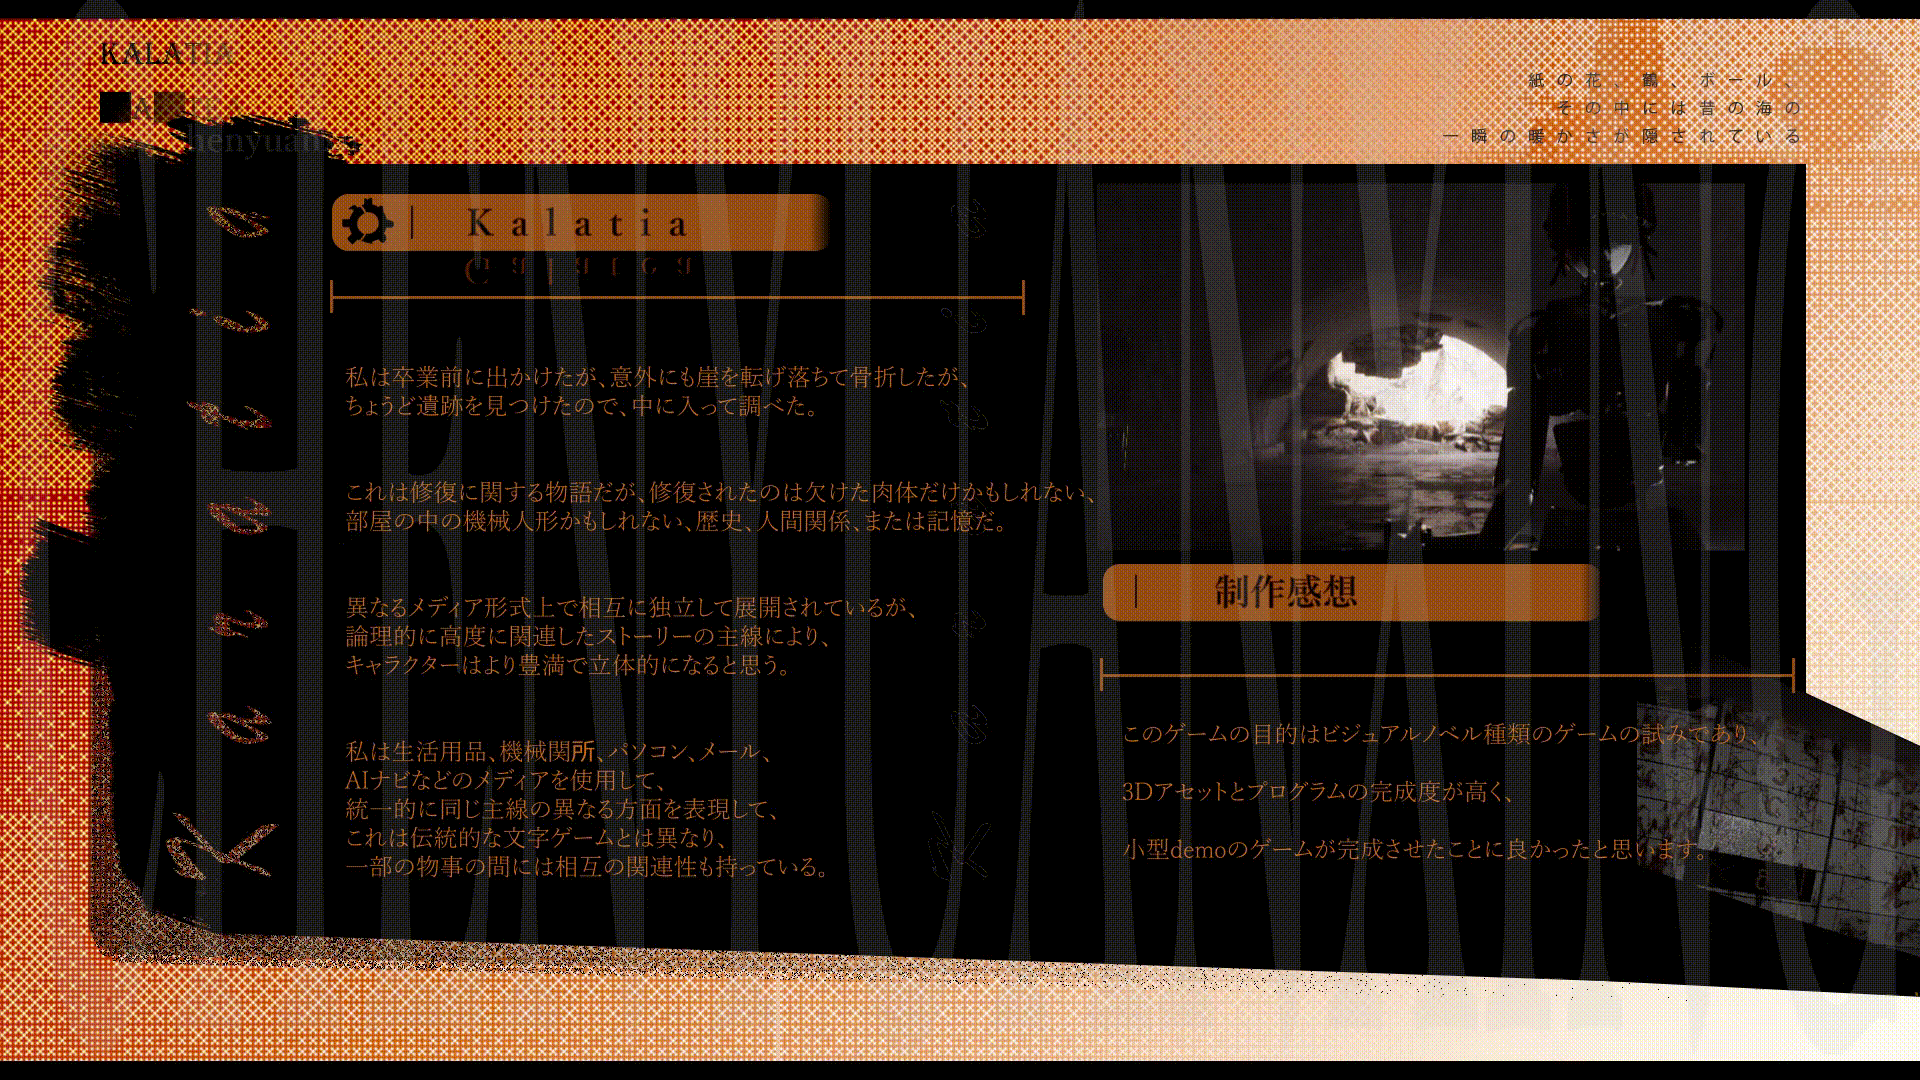 KALATIA
紙の花、鶴、ボール、
その中には昔の海の
一瞬の暖かさが隠されている
Kalatia
私は卒業前に出かけたが、意外にも崖を転げ落ちて骨折したが、
ちょうど遺跡を見つけたので、中に入って調べた。
これは修復に関する物語だが、修復されたのは欠けた肉体だけかもしれない、
部屋の中の機械人形かもしれない、歴史、人間関係、または記憶だ。
異なるメディア形式上で相互に独立して展開されているが、
論理的に高度に関連したストーリーの主線により、
キャラクターはより豊満で立体的になると思う。
私は生活用品、機械関所、パソコン、メール、
AIナビなどのメディアを使用して、
統一的に同じ主線の異なる方面を表現して、
これは伝統的な文字ゲームとは異なり、
一部の物事の間には相互の関連性も持っている。
制作感想
このゲームの目的はビジュアルノベル種類のゲームの試みであり、
3Dアセットとプログラムの完成度が高く、
小型demoのゲームが完成させたことに良かったと思います。